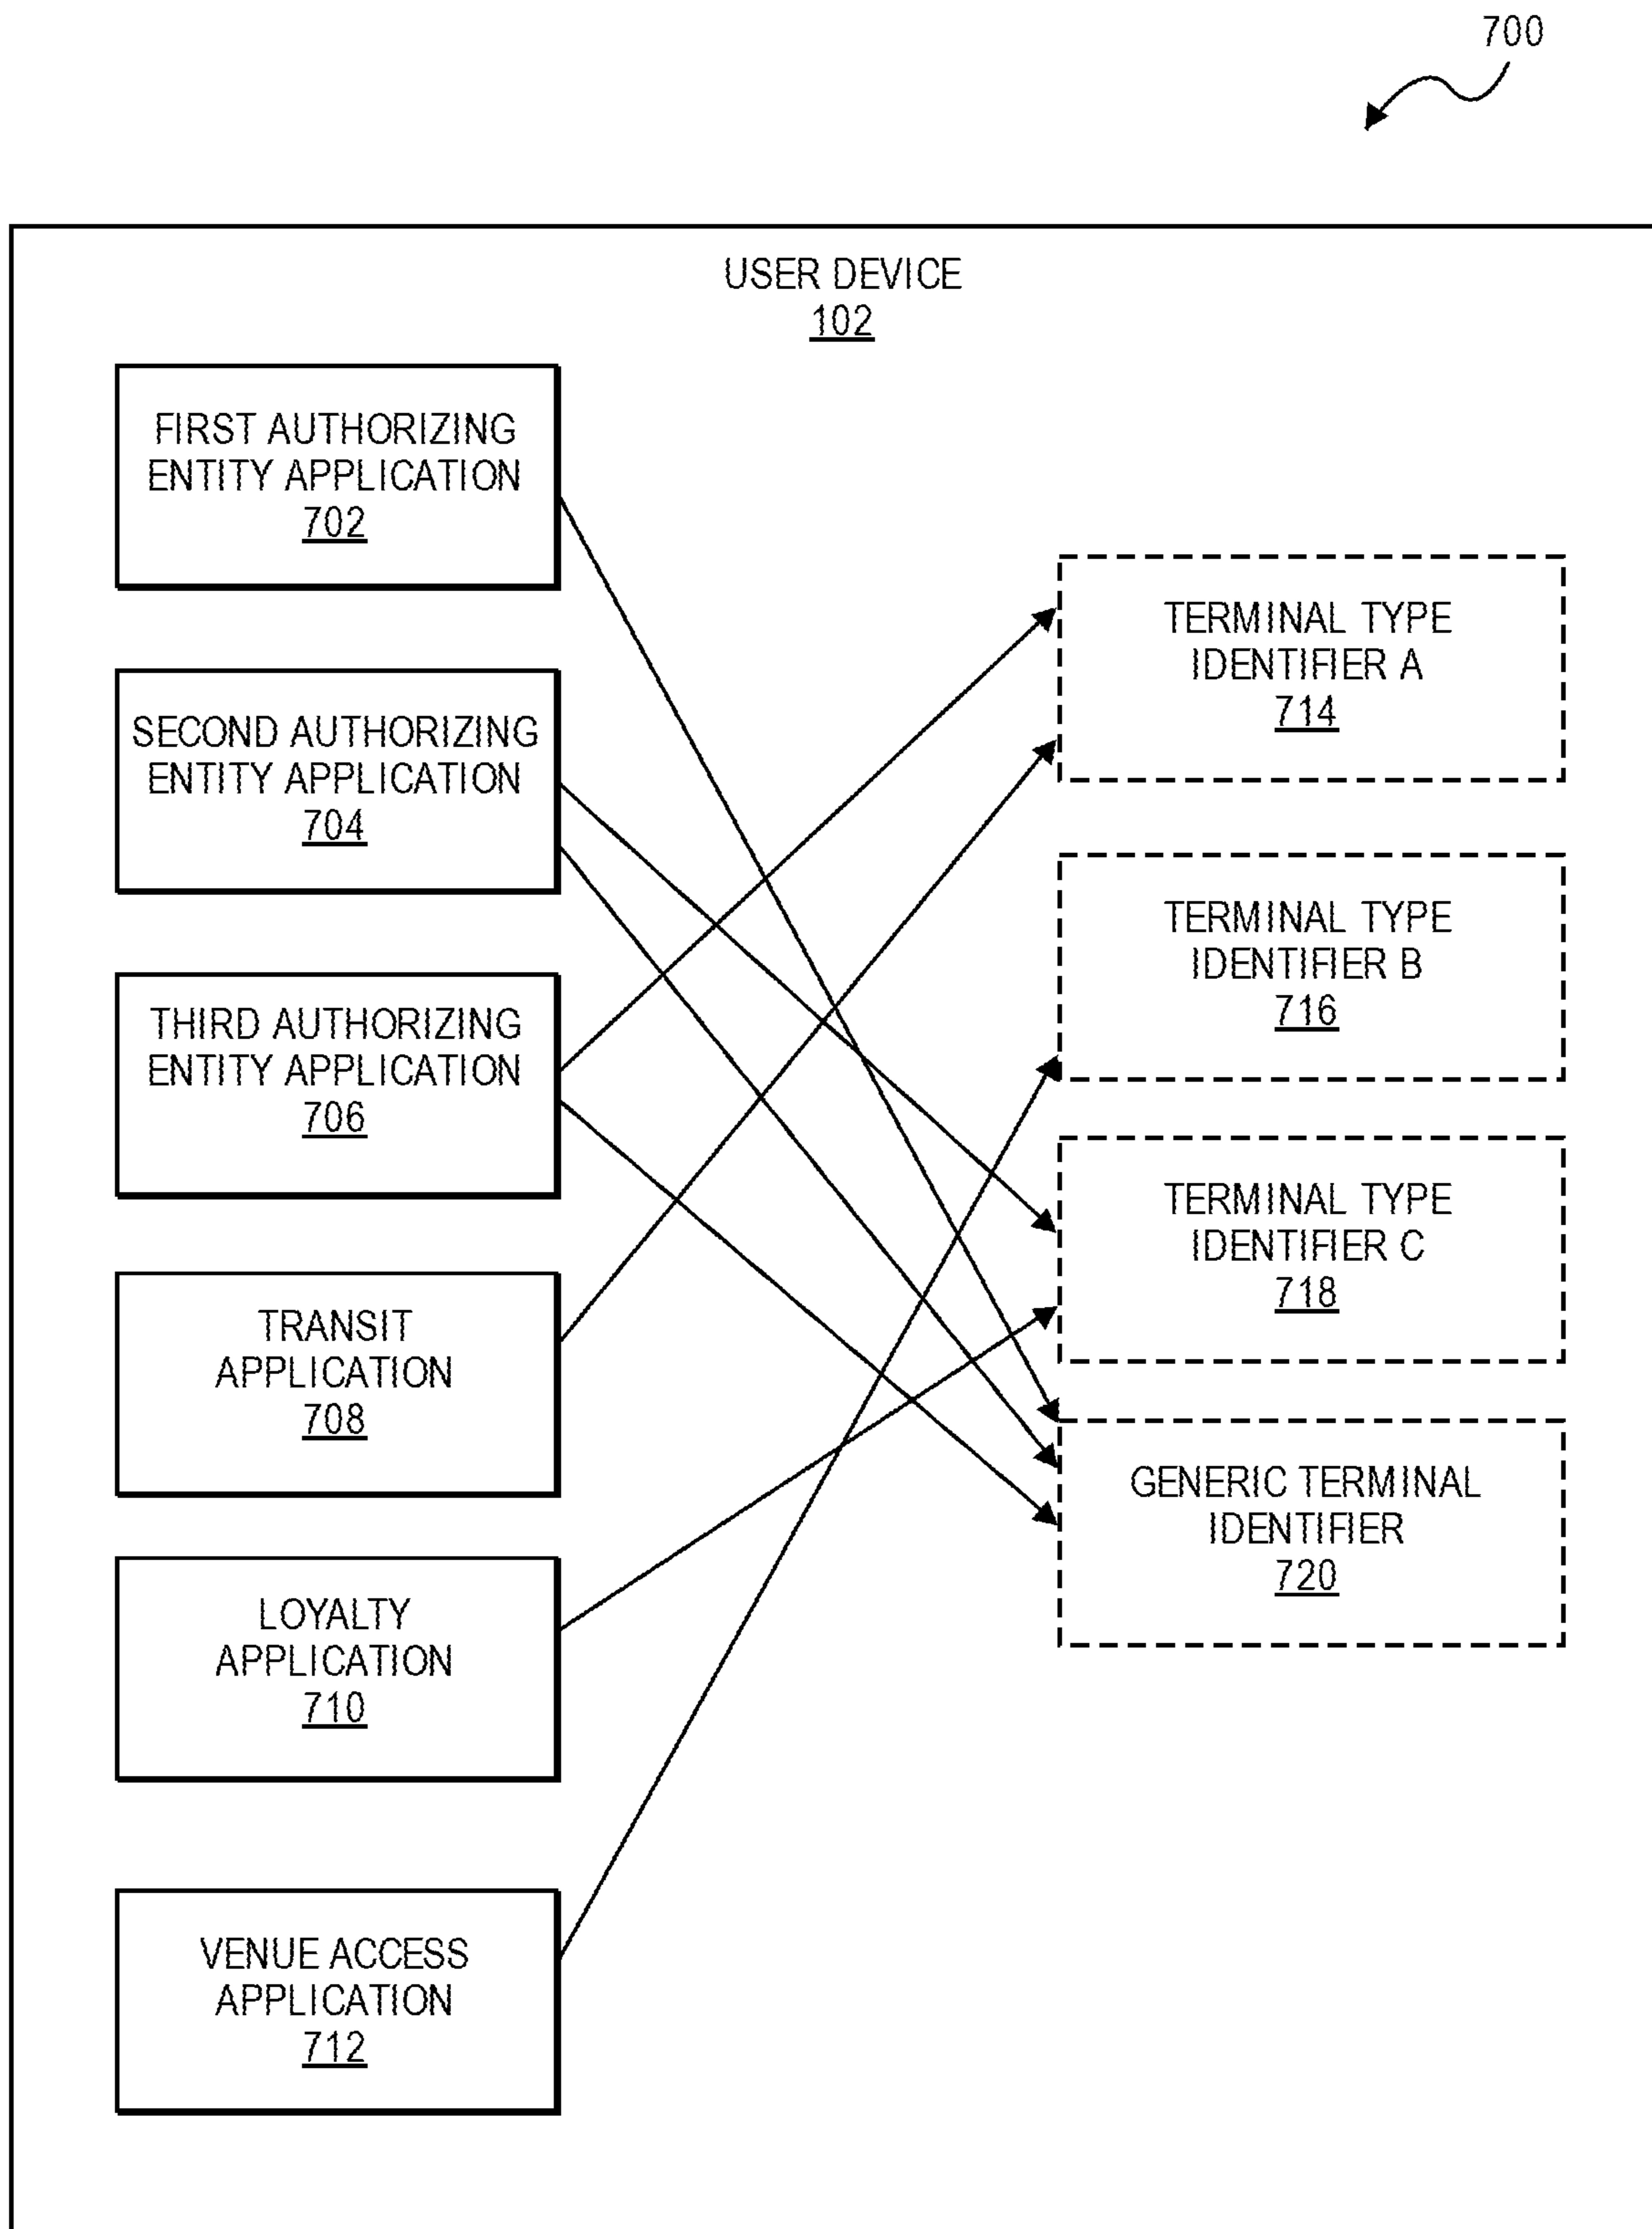 700
USER DEVICE
102
FIRST AUTHORIZING
ENTITY APPLICATION
702
SECOND AUTHORIZING
ENTITY APPLICATION
704
THIRD AUTHORIZING
ENTITY APPLICATION
706
TRANSIT
APPLICATION
708
LOYALTY
APPLICATION
710
VENUE ACCESS
APPLICATION
712
TERMINAL TYPE
IDENTIFIER A
714
TERMINAL TYPE
IDENTIFIER B
716
TERMINAL TYPE
IDENTIFIER C
718
GENERIC TERMINAL
IDENTIFIER
720